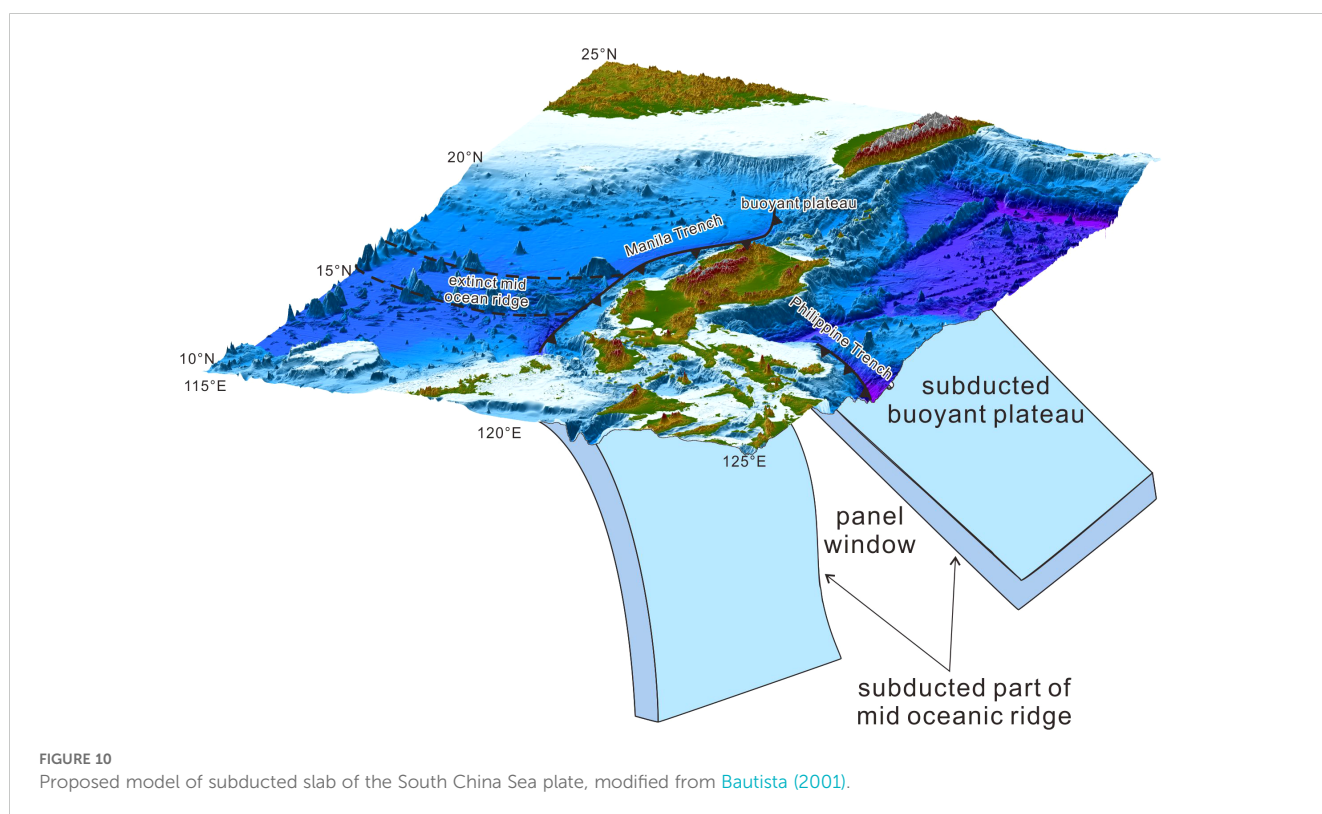 25°N
20°N
buoyant plateau
Manila Trench
15°N
extinct mid
ocean ridge
Philippine Trench
10°N
115°E
subducted
buoyant plateau
120°E
125°E
panel
window
subducted part of
mid oceanic ridge
FIGURE 10
Proposed model of subducted slab of the South China Sea plate, modified from Bautista (2001).